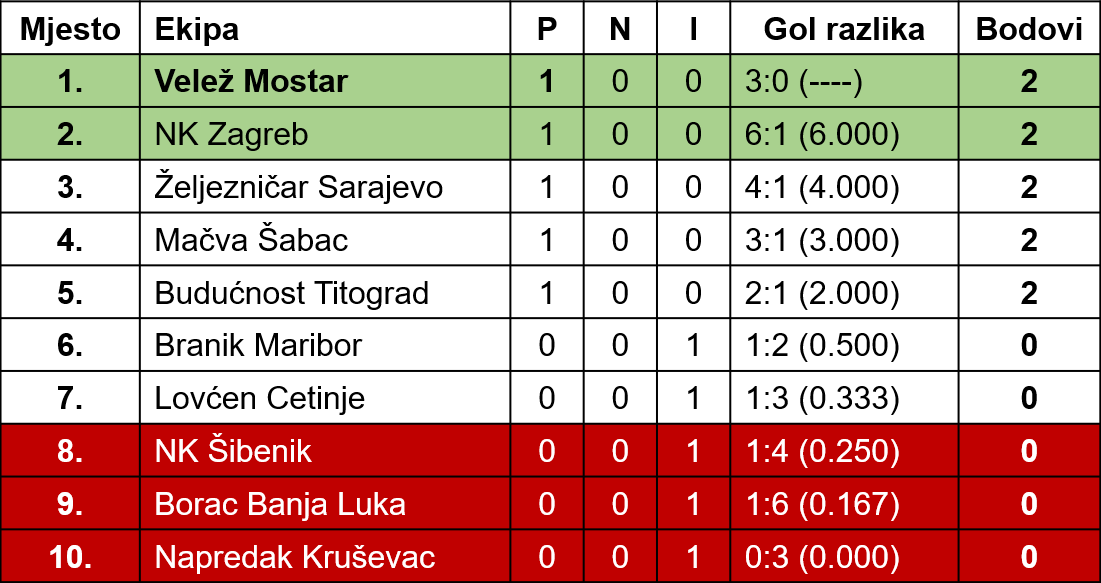 Mjesto Ekipa P N I Gol razlika Bodovi
1. Velež Mostar 1 0 0 3:0 (----) 2
2. NK Zagreb 1 0 0 6:1 (6.000) 2
3. Željezničar Sarajevo 1 0 0 4:1 (4.000) 2
4. Mačva Šabac 1 0 0 3:1 (3.000) 2
5. Budućnost Titograd 1 0 0 2:1 (2.000) 2
6. Branik Maribor 0 0 1 1:2 (0.500) 0
7. Lovćen Cetinje 0 0 1 1:3 (0.333) 0
8. NK Šibenik 0 0 1 1:4 (0.250) 0
9. Borac Banja Luka 0 0 1 1:6 (0.167) 0
10. Napredak Kruševac 0 0 1 0:3 (0.000) 0